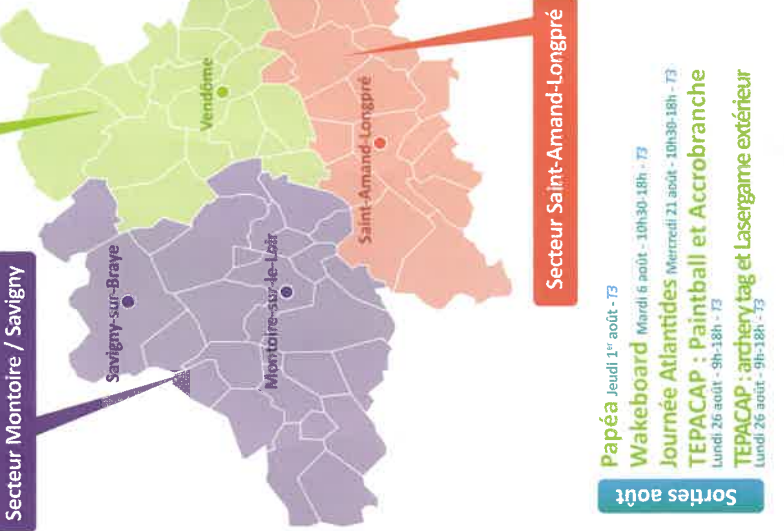 Secteur Montoire / Savigny
Savigny-sur-Braye
Montoire-sur-le-Loir
Vendôme
Saint-Amand-Longpré
Secteur Saint-Amand-Longpré
Sorties août
Papéa Jeudi 1er août - T3
Wakeboard Mardi 6 août - 10h30-18h - T3
Journée Atlantides Mercredi 21 août - 10h30-18h - T3
TEPACAP : Paintball et Accrobranche
Lundi 26 août - 9h-18h - T3
TEPACAP : archery tag et Lasergame extérieur
Lundi 26 août - 9h-18h - T3